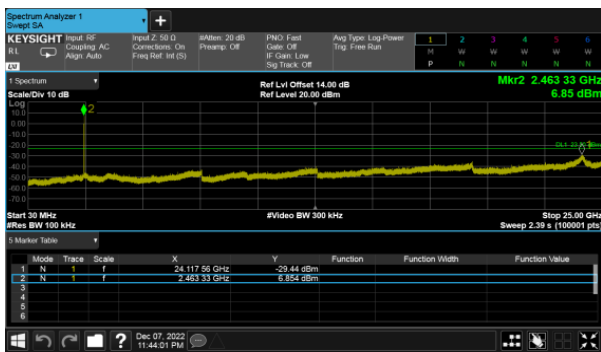 Spectrum Analyzer 1
Swept SA
+
KEYSIGHT Input: RF Input Z: 50 Ω #Atten: 20 dB PNO: Fast Avg Type: Log-Power 1 2 3 4 5 6
RL Coupling: AC Corrections: On Preamp: Off Gate: Off Trig: Free Run M W W W W W
Align: Auto Freq Ref: Int (S) IF Gain: Low
LXI Sig Track: Off P N N N N N
1 Spectrum Ref Lvl Offset 14.00 dB Mkr2 2.463 33 GHz
Scale/Div 10 dB Ref Level 20.00 dBm 6.85 dBm
Log
10.0 2
0.00
-10.0
-20.0 DL1
-30.0
-40.0
-50.0
-60.0
-70.0
Start 30 MHz #Video BW 300 kHz Stop 25.00 GHz
#Res BW 100 kHz Sweep 2.39 s (100001 pts)
5 Marker Table
Mode Trace Scale X Y Function Function Width Function Value
1 N 1 f 24.117 56 GHz -29.44 dBm
2 N 1 f 2.463 33 GHz 6.854 dBm
3
4
5
6
? Dec 07, 2022
11:44:01 PM